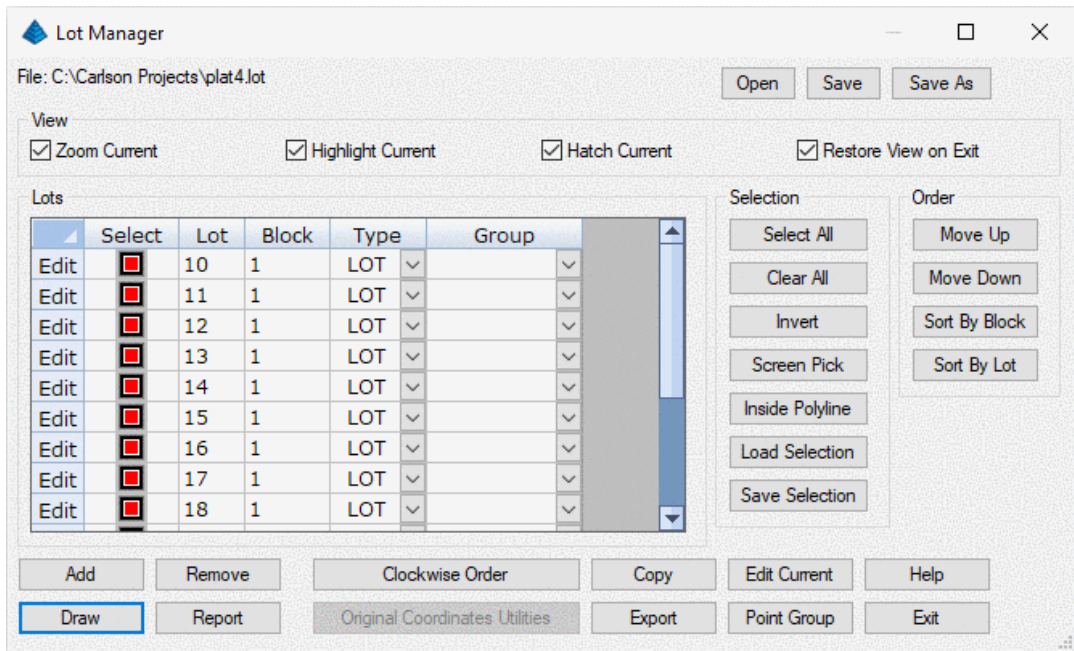 Lot Manager
File: C:\Carlson Projects\plat4.lot
Open Save Save As
View
Zoom Current Highlight Current Hatch Current Restore View on Exit
Lots Selection Order
Select Lot Block Type Group
Edit 10 1 LOT
Edit 11 1 LOT
Edit 12 1 LOT
Edit 13 1 LOT
Edit 14 1 LOT
Edit 15 1 LOT
Edit 16 1 LOT
Edit 17 1 LOT
Edit 18 1 LOT
Select All
Clear All
Invert
Screen Pick
Inside Polyline
Load Selection
Save Selection
Move Up
Move Down
Sort By Block
Sort By Lot
Add Remove Clockwise Order Copy Edit Current Help
Draw Report Original Coordinates Utilities Export Point Group Exit